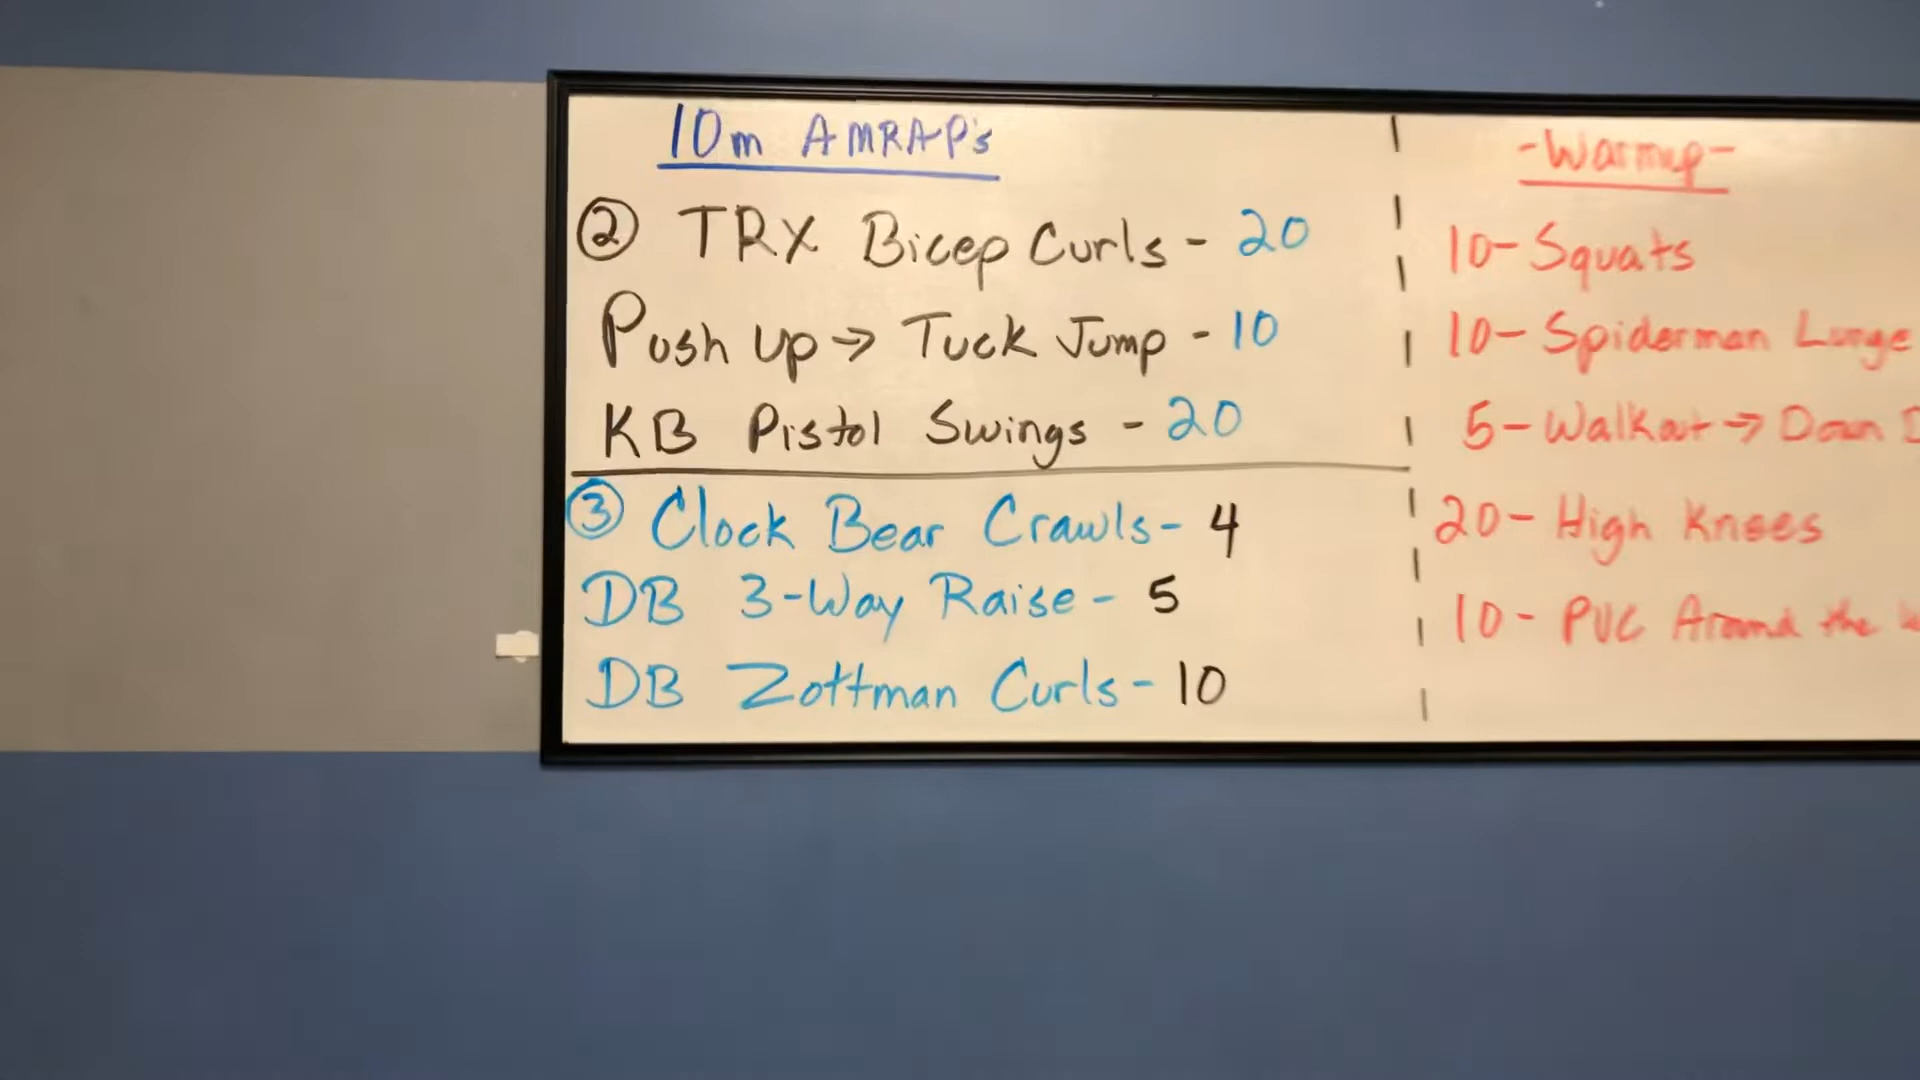 10m AMRAP's
② TRX Bicep Curls - 20
Push Up → Tuck Jump - 10
KB Pistol Swings - 20
③ Clock Bear Crawls - 4
DB 3-Way Raise - 5
DB Zottman Curls - 10
-Warmup-
10- Squats
10- Spiderman Lunge
5- Walkout → Down
20- High Knees
10- PVC Around the